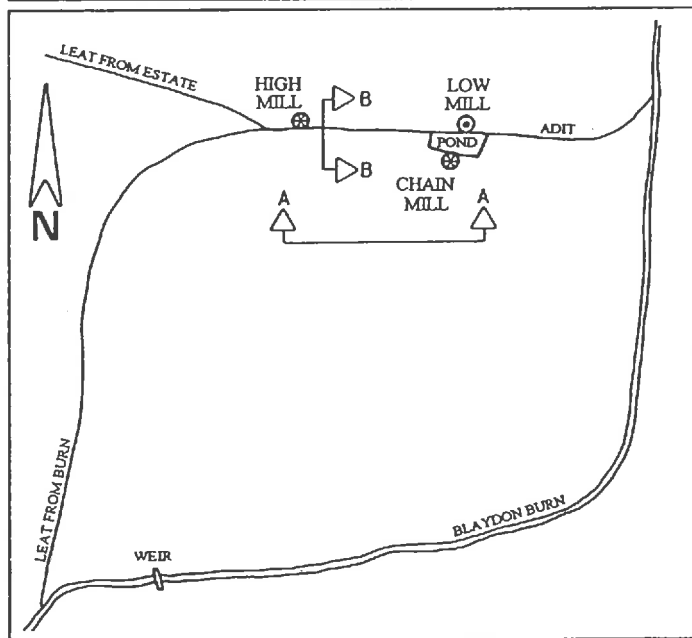 LEAT FROM ESTATE
HIGH
MILL
B
LOW
MILL
POND
ADIT
B
CHAIN
MILL
A
A
N
LEAT FROM BURN
BLAYDON BURN
WEIR